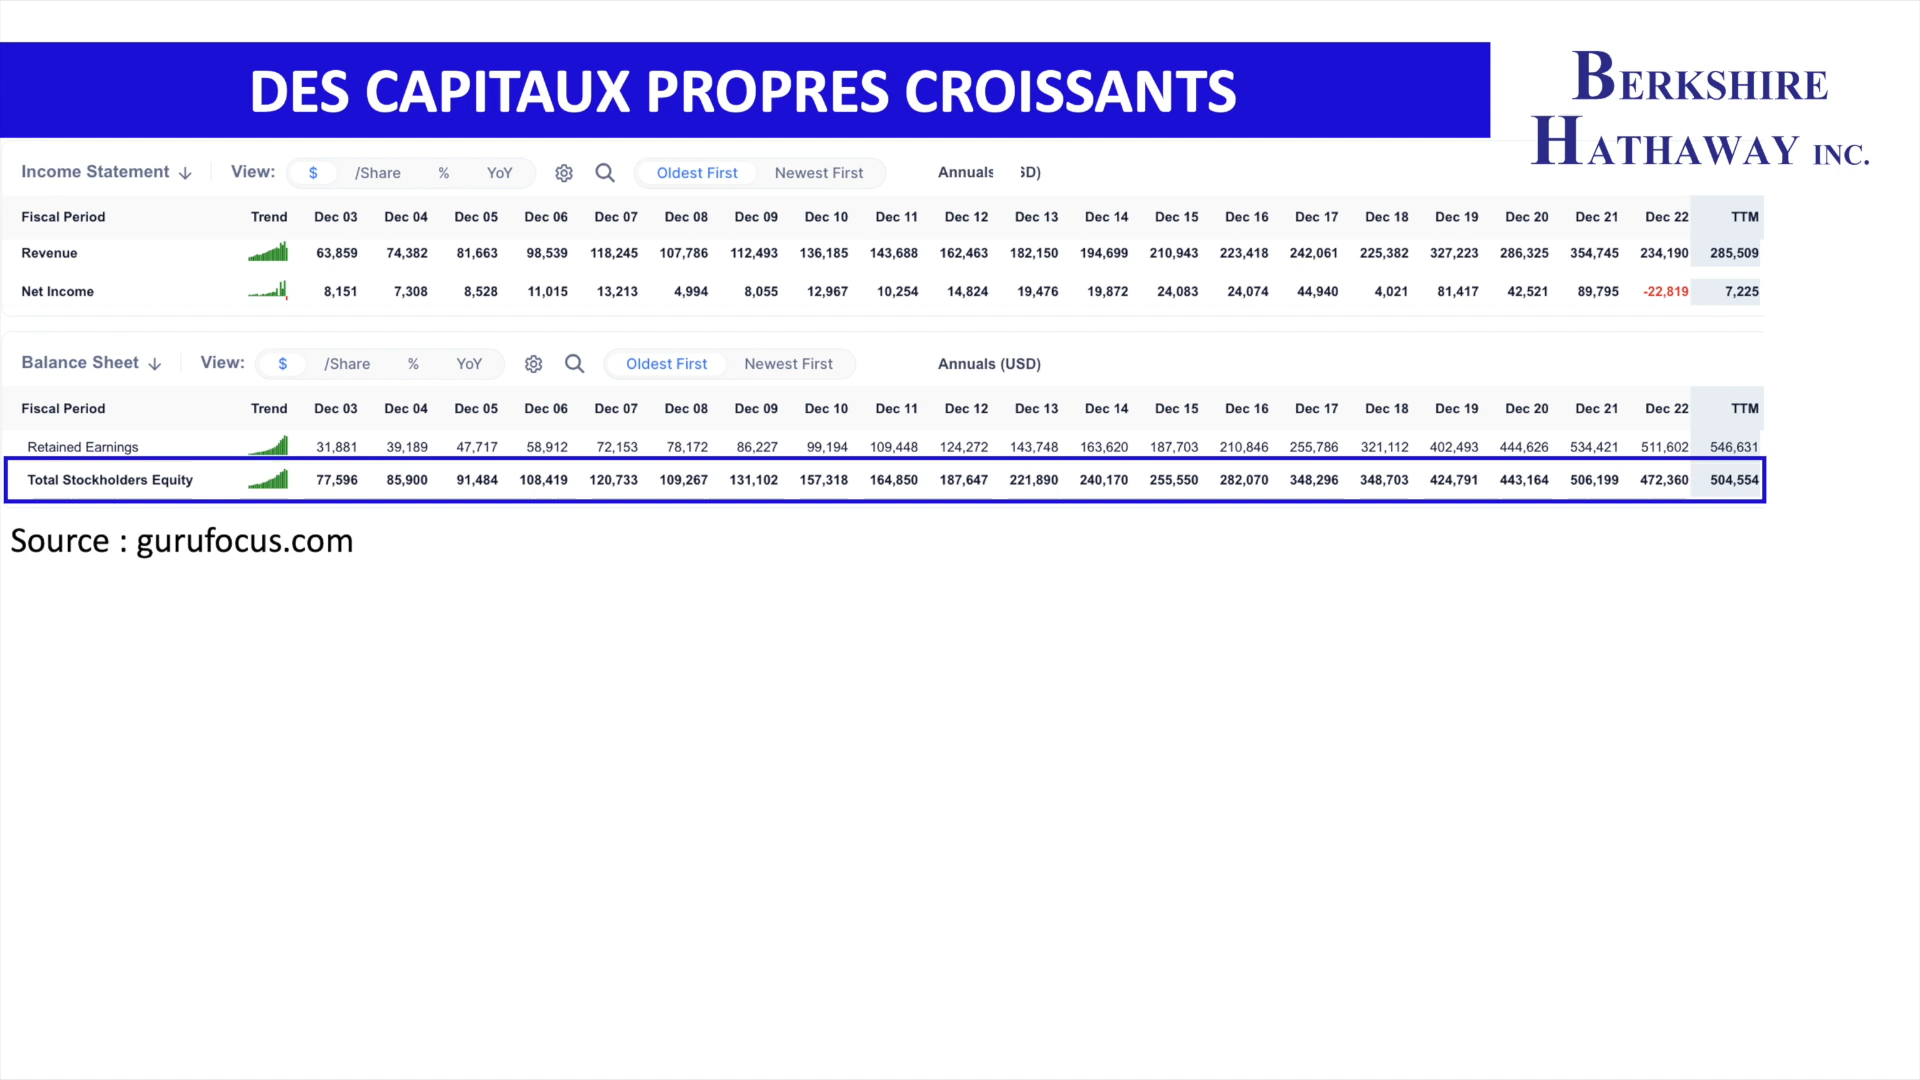 DES CAPITAUX PROPRES CROISSANTS
BERKSHIRE
HATHAWAY INC.
Income Statement ↓ View: $ /Share % YoY Oldest First Newest First Annuals SD)
Fiscal Period Trend Dec 03 Dec 04 Dec 05 Dec 06 Dec 07 Dec 08 Dec 09 Dec 10 Dec 11 Dec 12 Dec 13 Dec 14 Dec 15 Dec 16 Dec 17 Dec 18 Dec 19 Dec 20 Dec 21 Dec 22 TTM
Revenue 63,859 74,382 81,663 98,539 118,245 107,786 112,493 136,185 143,688 162,463 182,150 194,699 210,943 223,418 242,061 225,382 327,223 286,325 354,745 234,190 285,509
Net Income 8,151 7,308 8,528 11,015 13,213 4,994 8,055 12,967 10,254 14,824 19,476 19,872 24,083 24,074 44,940 4,021 81,417 42,521 89,795 -22,819 7,225
Balance Sheet ↓ View: $ /Share % YoY Oldest First Newest First Annuals (USD)
Fiscal Period Trend Dec 03 Dec 04 Dec 05 Dec 06 Dec 07 Dec 08 Dec 09 Dec 10 Dec 11 Dec 12 Dec 13 Dec 14 Dec 15 Dec 16 Dec 17 Dec 18 Dec 19 Dec 20 Dec 21 Dec 22 TTM
Retained Earnings 31,881 39,189 47,717 58,912 72,153 78,172 86,227 99,194 109,448 124,272 143,748 163,620 187,703 210,846 255,786 321,112 402,493 444,626 534,421 511,602 546,631
Total Stockholders Equity 77,596 85,900 91,484 108,419 120,733 109,267 131,102 157,318 164,850 187,647 221,890 240,170 255,550 282,070 348,296 348,703 424,791 443,164 506,199 472,360 504,554
Source : gurufocus.com